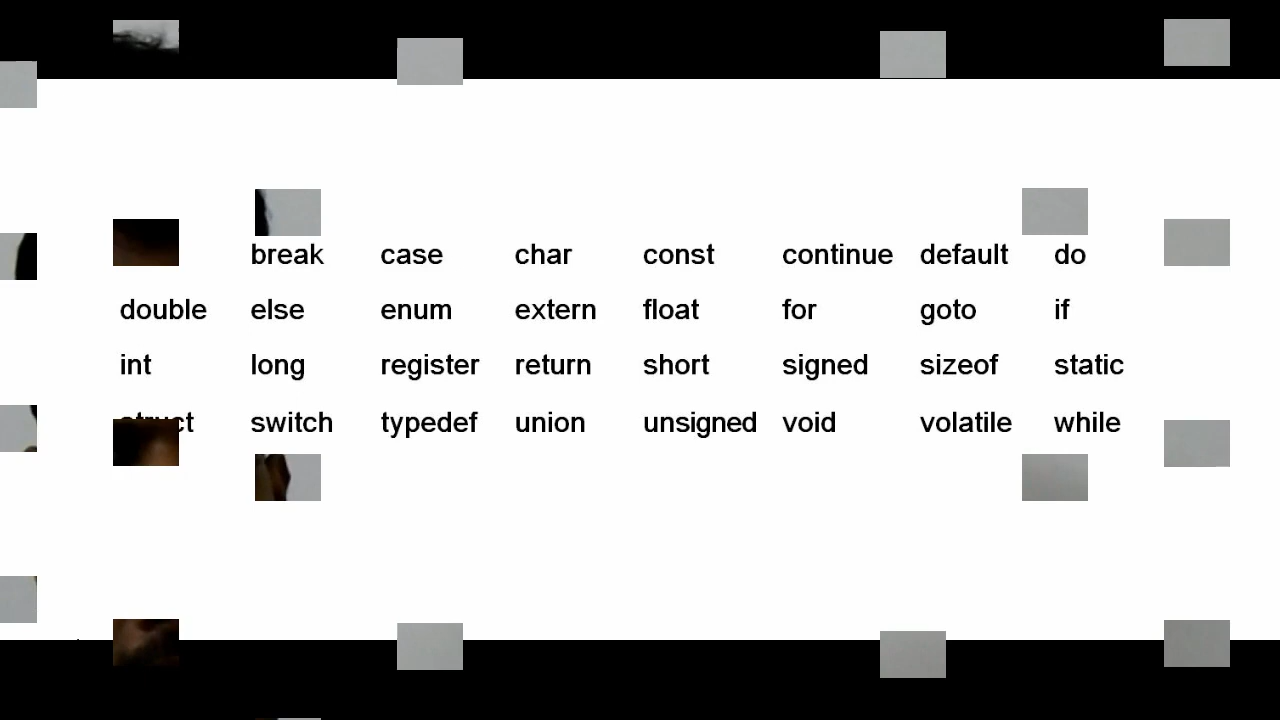 break case char const continue default do
double else enum extern float for goto if
int long register return short signed sizeof static
struct switch typedef union unsigned void volatile while